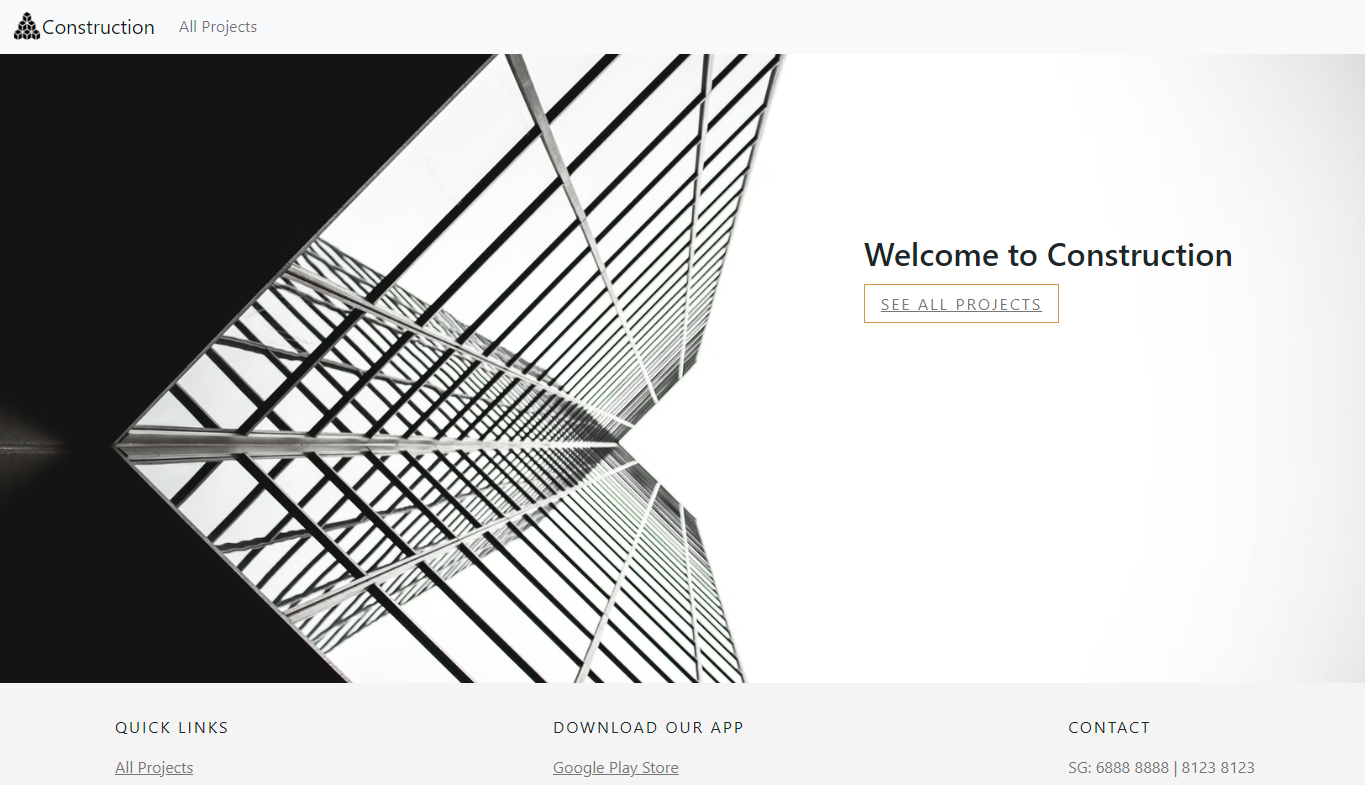 Construction All Projects
Welcome to Construction
SEE ALL PROJECTS
QUICK LINKS
All Projects
DOWNLOAD OUR APP
Google Play Store
CONTACT
SG: 6888 8888 | 8123 8123